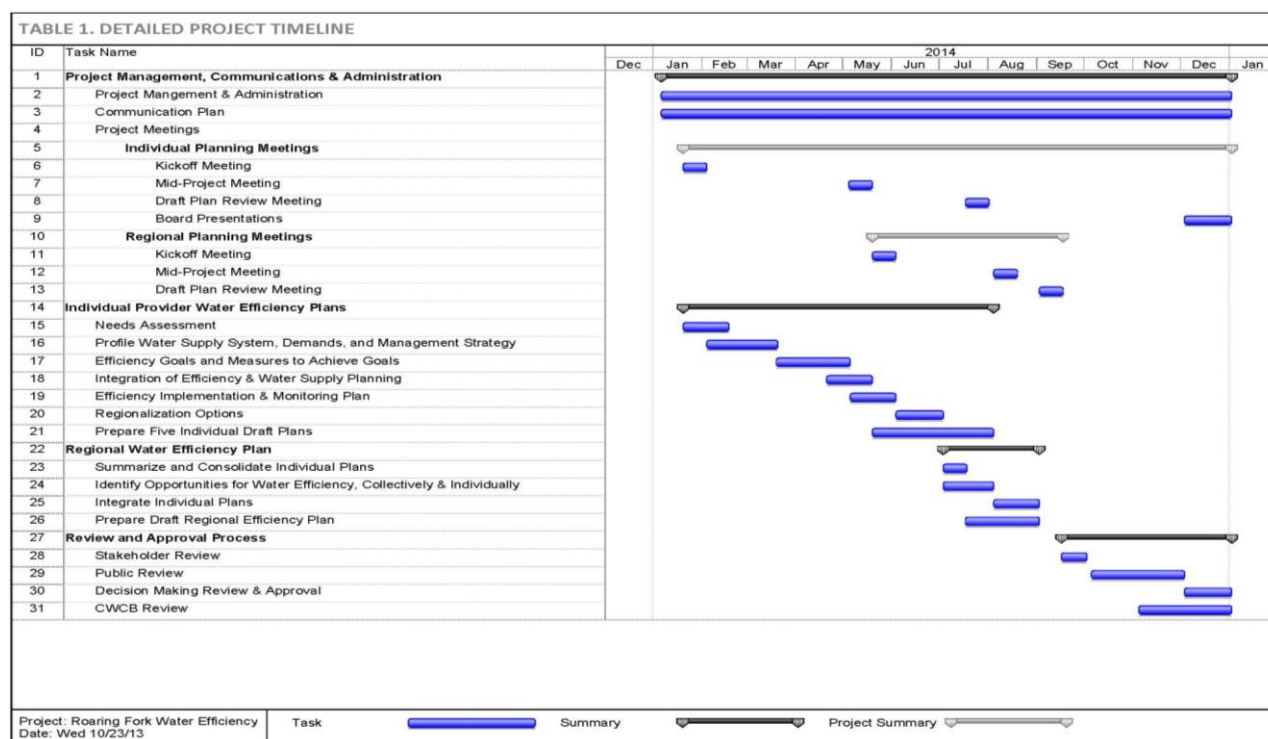 TABLE 1. DETAILED PROJECT TIMELINE
ID Task Name 2014
Dec Jan Feb Mar Apr May Jun Jul Aug Sep Oct Nov Dec Jan
1 Project Management, Communications & Administration
2 Project Mangement & Administration
3 Communication Plan
4 Project Meetings
5 Individual Planning Meetings
6 Kickoff Meeting
7 Mid-Project Meeting
8 Draft Plan Review Meeting
9 Board Presentations
10 Regional Planning Meetings
11 Kickoff Meeting
12 Mid-Project Meeting
13 Draft Plan Review Meeting
14 Individual Provider Water Efficiency Plans
15 Needs Assessment
16 Profile Water Supply System, Demands, and Management Strategy
17 Efficiency Goals and Measures to Achieve Goals
18 Integration of Efficiency & Water Supply Planning
19 Efficiency Implementation & Monitoring Plan
20 Regionalization Options
21 Prepare Five Individual Draft Plans
22 Regional Water Efficiency Plan
23 Summarize and Consolidate Individual Plans
24 Identify Opportunities for Water Efficiency, Collectively & Individually
25 Integrate Individual Plans
26 Prepare Draft Regional Efficiency Plan
27 Review and Approval Process
28 Stakeholder Review
29 Public Review
30 Decision Making Review & Approval
31 CWCB Review
Project: Roaring Fork Water Efficiency
Date: Wed 10/23/13
Task Summary Project Summary